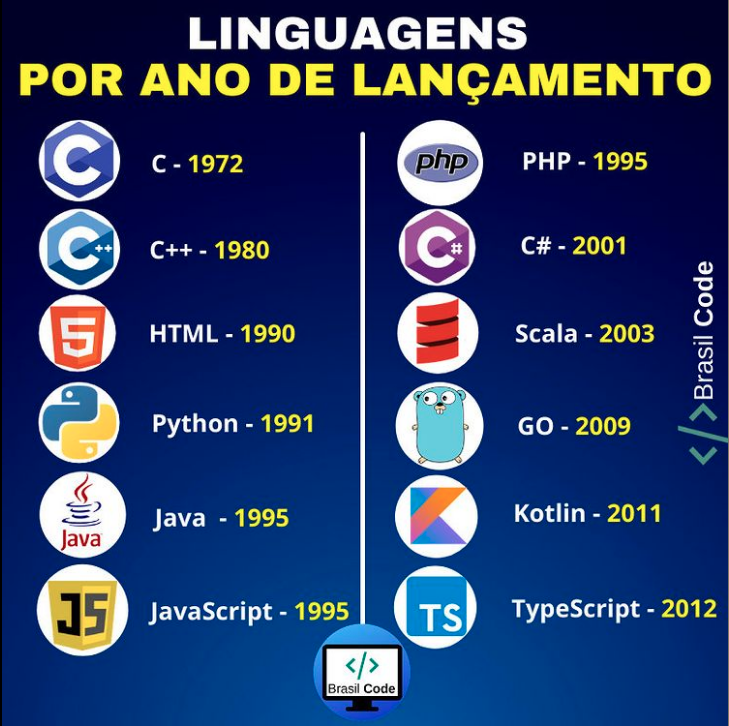 LINGUAGENS
POR ANO DE LANÇAMENTO
C - 1972
C++ - 1980
HTML - 1990
Python - 1991
Java - 1995
JavaScript - 1995
PHP - 1995
C# - 2001
Scala - 2003
GO - 2009
Kotlin - 2011
TypeScript - 2012
C
C++
5
Java
JS
php
C#
TS
</> Brasil Code
</>
Brasil Code